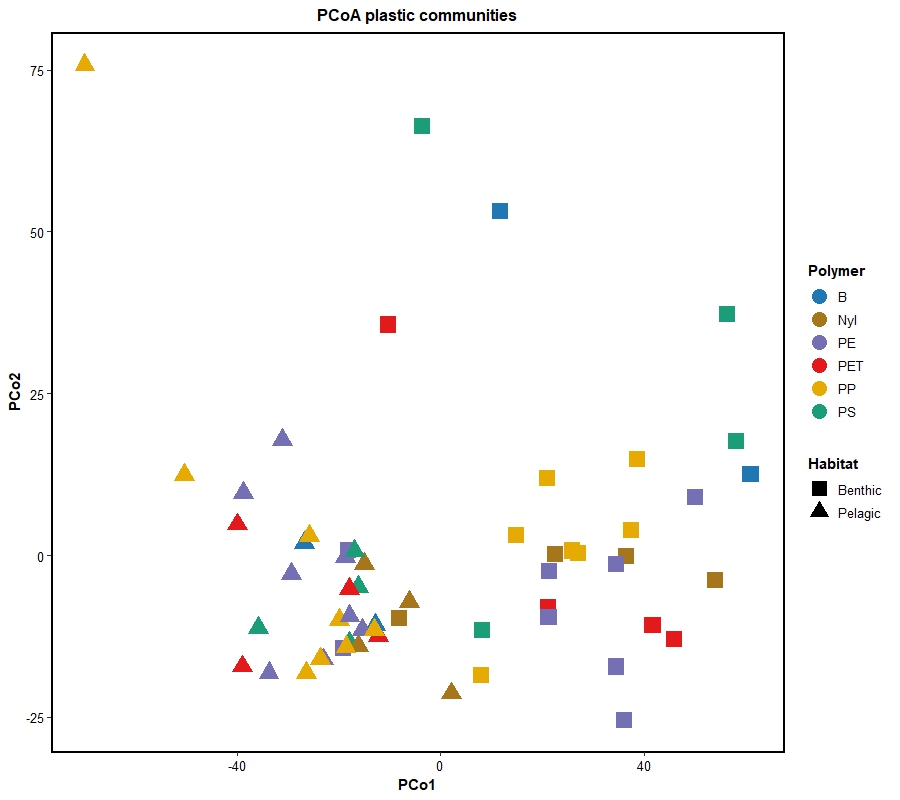 PCoA plastic communities
75
50
25
0
-25
PCo2
-40
0
40
PCo1
Polymer
B
Nyl
PE
PET
PP
PS
Habitat
Benthic
Pelagic